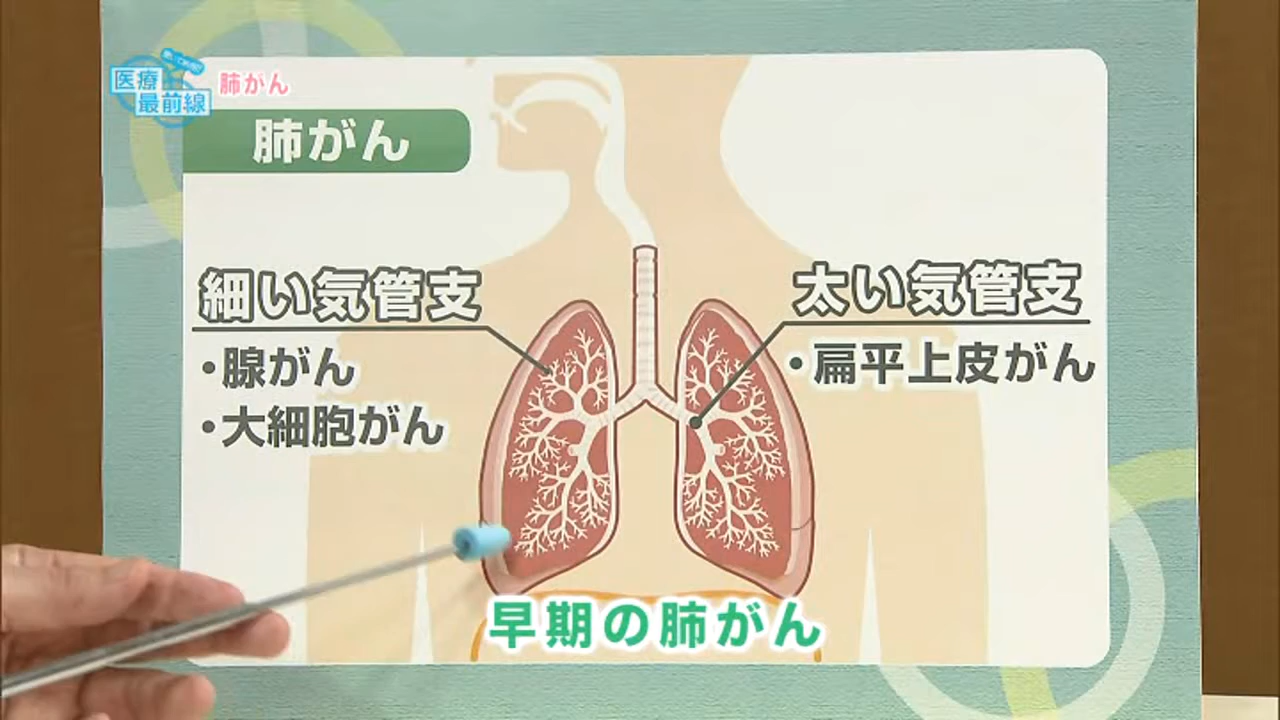 医療
最前線
肺がん
肺がん
細い気管支
・腺がん
・大細胞がん
太い気管支
・扁平上皮がん
早期の肺がん